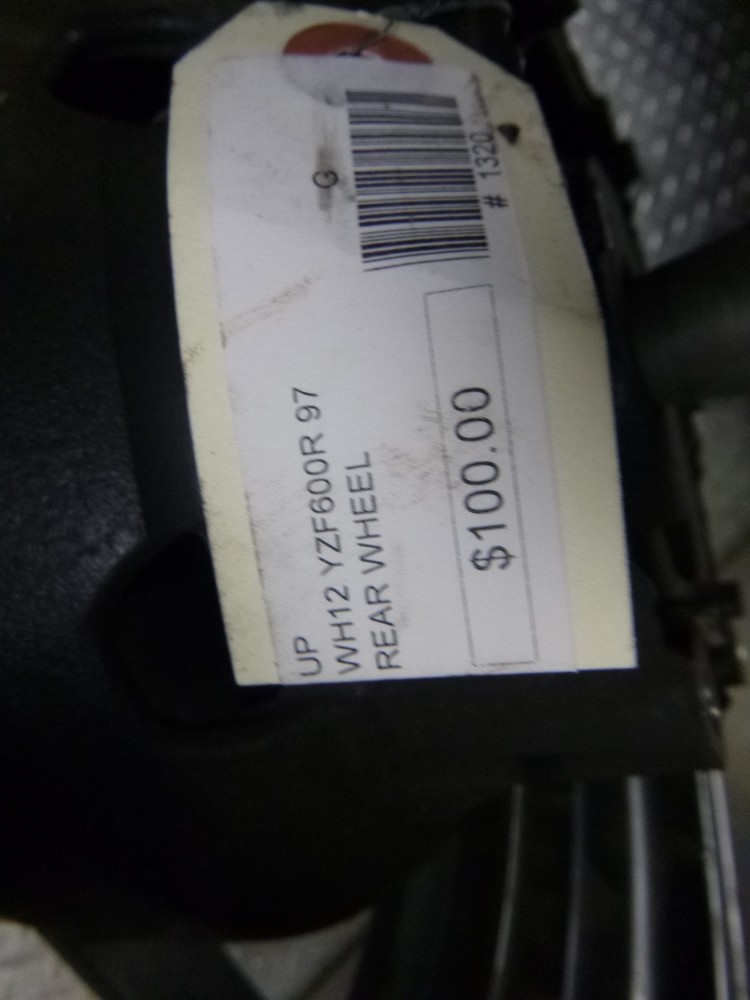 G
# 1320
UP
WH12 YZF600R 97
REAR WHEEL
$100.00